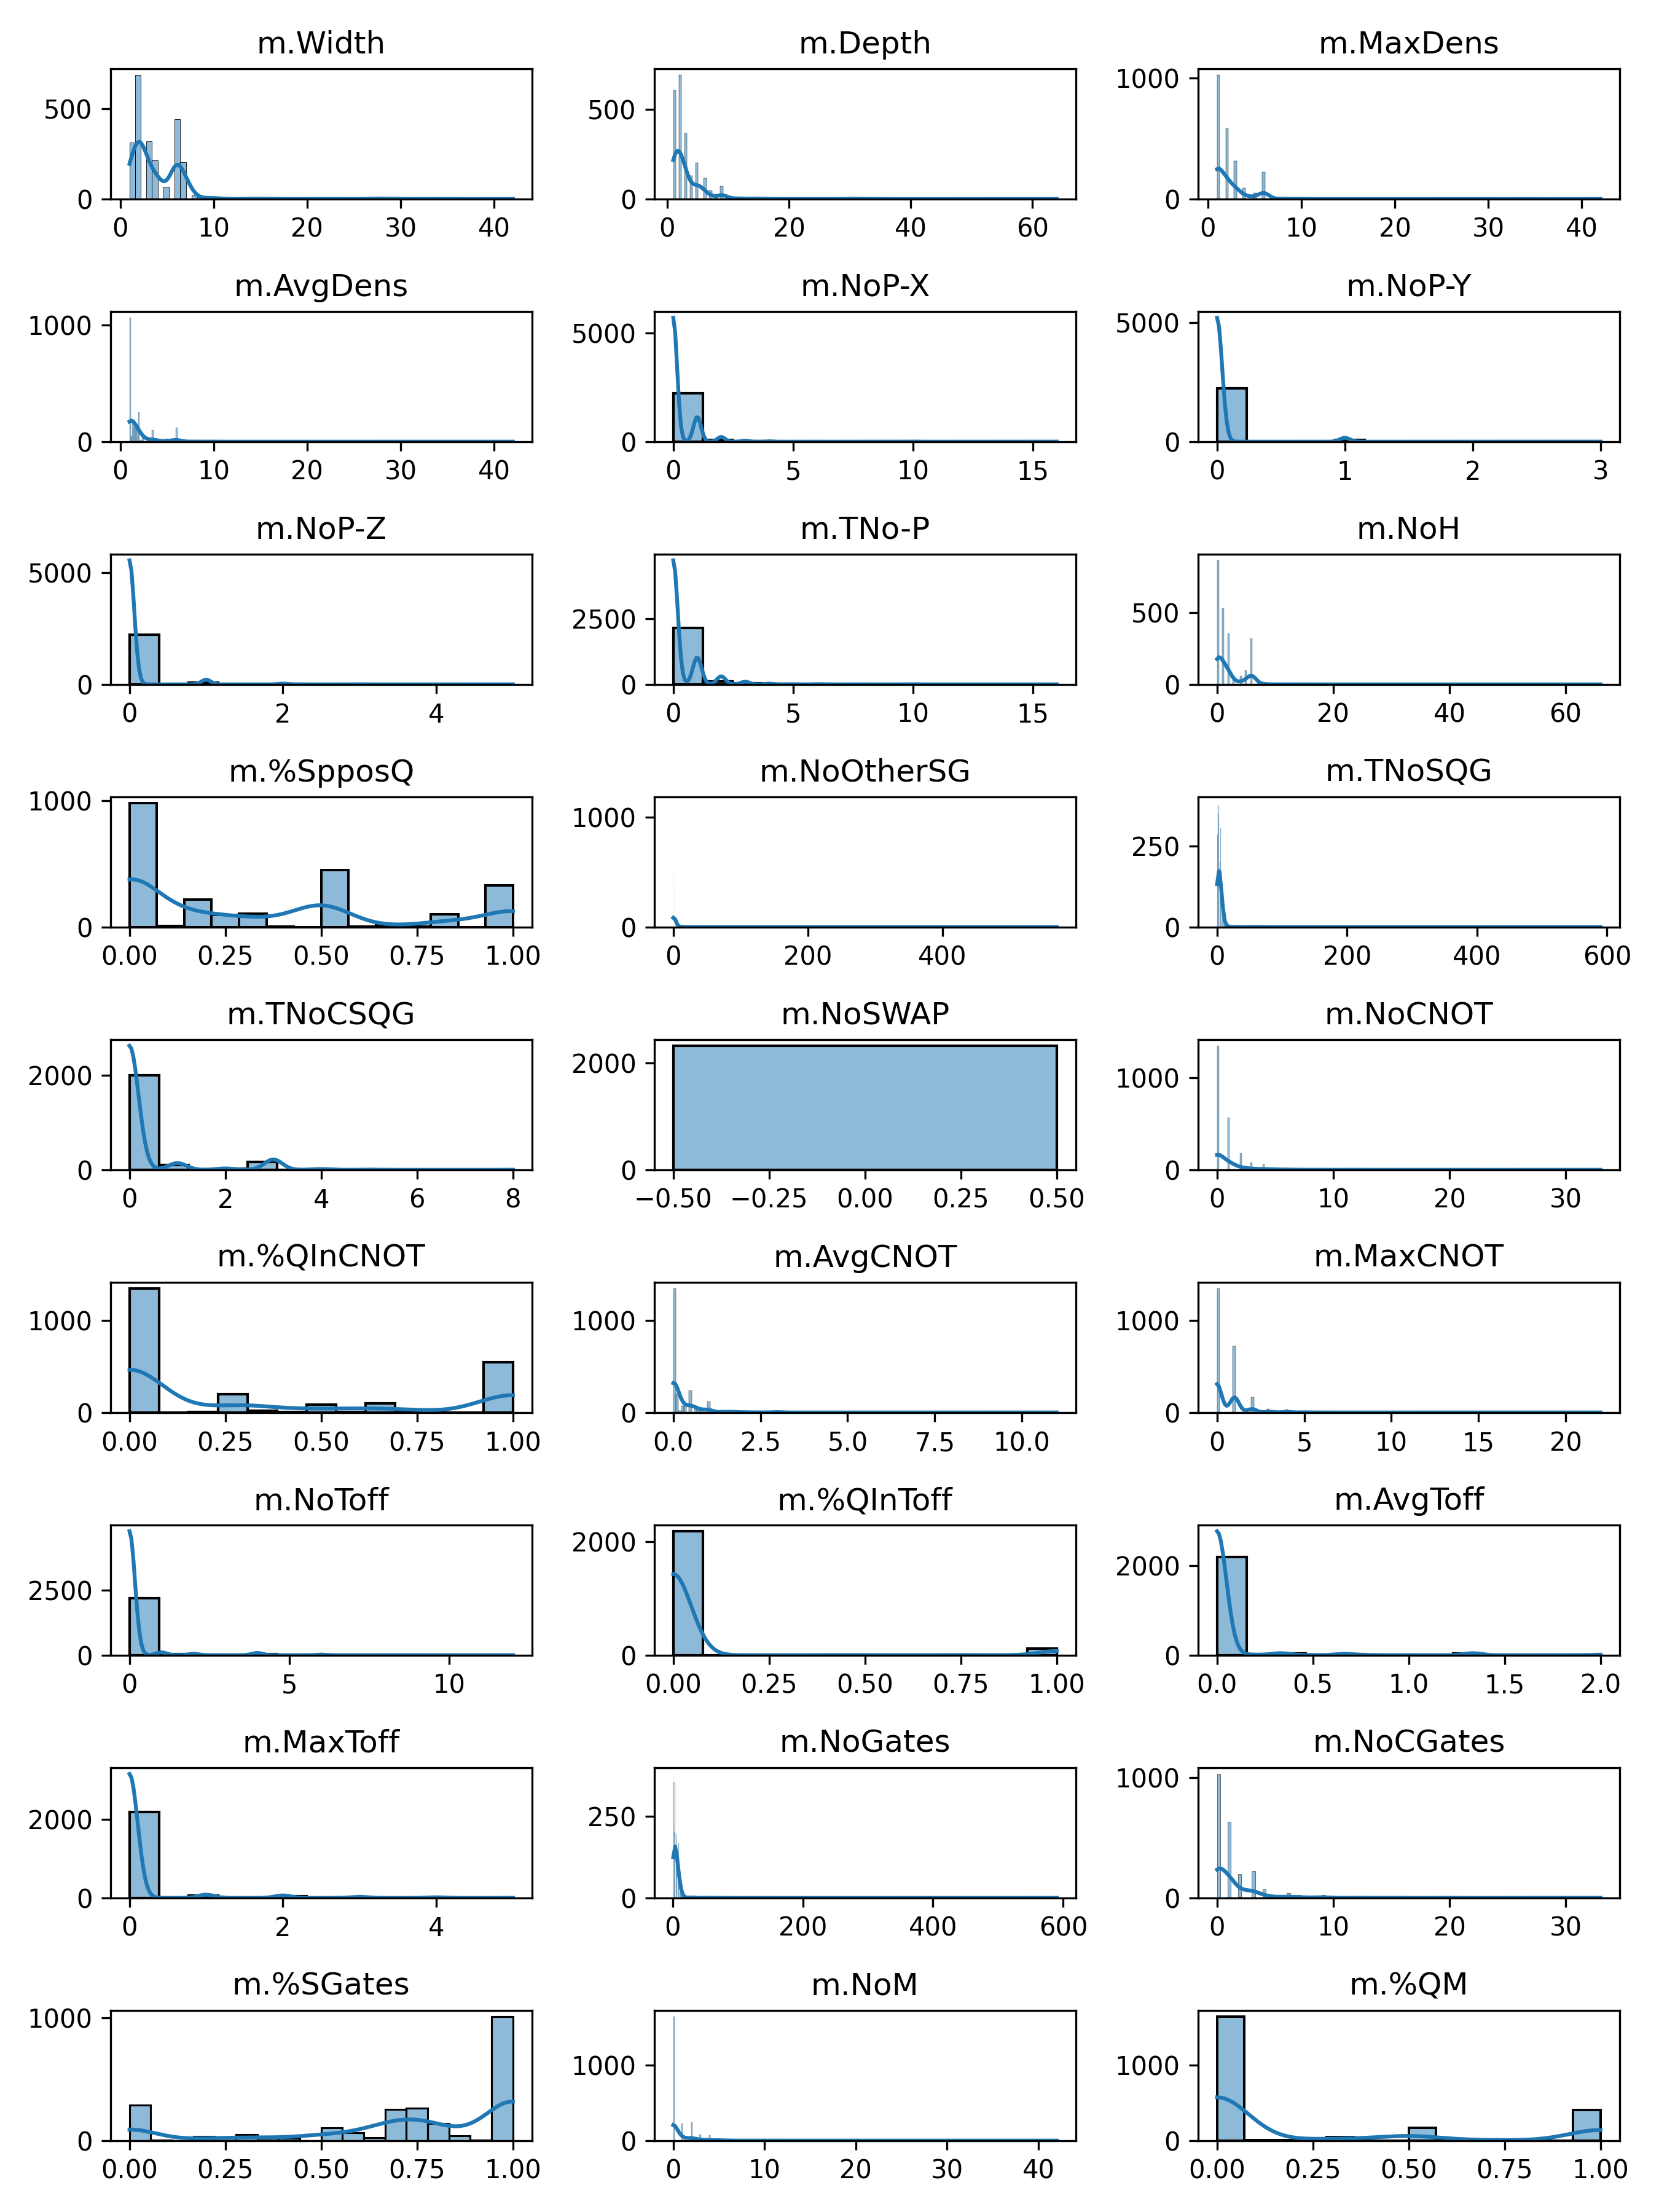 m.Width m.Depth m.MaxDens
500 500 1000
0 0 0
0 10 20 30 40 0 20 40 60 0 10 20 30 40
m.AvgDens m.NoP-X m.NoP-Y
1000 5000 5000
0 0 0
0 10 20 30 40 0 5 10 15 0 1 2 3
m.NoP-Z m.TNo-P m.NoH
5000 2500 500
0 0 0
0 2 4 0 5 10 15 0 20 40 60
m.%SpposQ m.NoOtherSG m.TNoSQG
1000 1000 250
0 0 0
0.00 0.25 0.50 0.75 1.00 0 200 400 0 200 400 600
m.TNoCSQG m.NoSWAP m.NoCNOT
2000 2000 1000
0 0 0
0 2 4 6 8 −0.50 −0.25 0.00 0.25 0.50 0 10 20 30
m.%QInCNOT m.AvgCNOT m.MaxCNOT
1000 1000 1000
0 0 0
0.00 0.25 0.50 0.75 1.00 0.0 2.5 5.0 7.5 10.0 0 5 10 15 20
m.NoToff m.%QInToff m.AvgToff
2500 2000 2000
0 0 0
0 5 10 0.00 0.25 0.50 0.75 1.00 0.0 0.5 1.0 1.5 2.0
m.MaxToff m.NoGates m.NoCGates
2000 250 1000
0 0 0
0 2 4 0 200 400 600 0 10 20 30
m.%SGates m.NoM m.%QM
1000 1000 1000
0 0 0
0.00 0.25 0.50 0.75 1.00 0 10 20 30 40 0.00 0.25 0.50 0.75 1.00